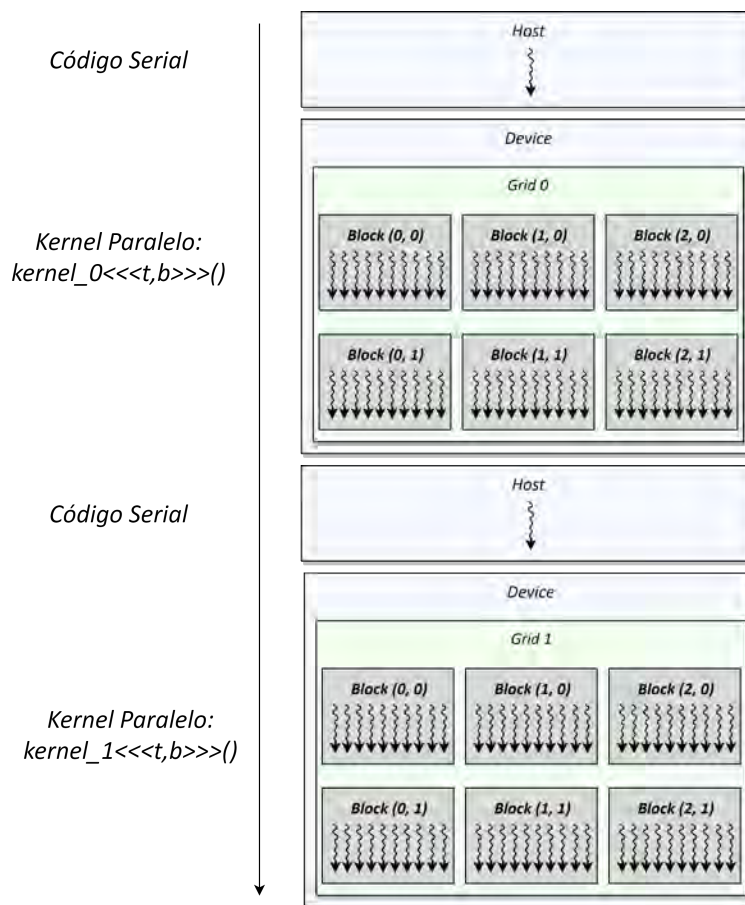 Código Serial
Host
Device
Grid 0
Kernel Paralelo:
kernel_0<<<t,b>>>()
Block (0, 0) Block (1, 0) Block (2, 0)
Block (0, 1) Block (1, 1) Block (2, 1)
Código Serial
Host
Device
Grid 1
Kernel Paralelo:
kernel_1<<<t,b>>>()
Block (0, 0) Block (1, 0) Block (2, 0)
Block (0, 1) Block (1, 1) Block (2, 1)